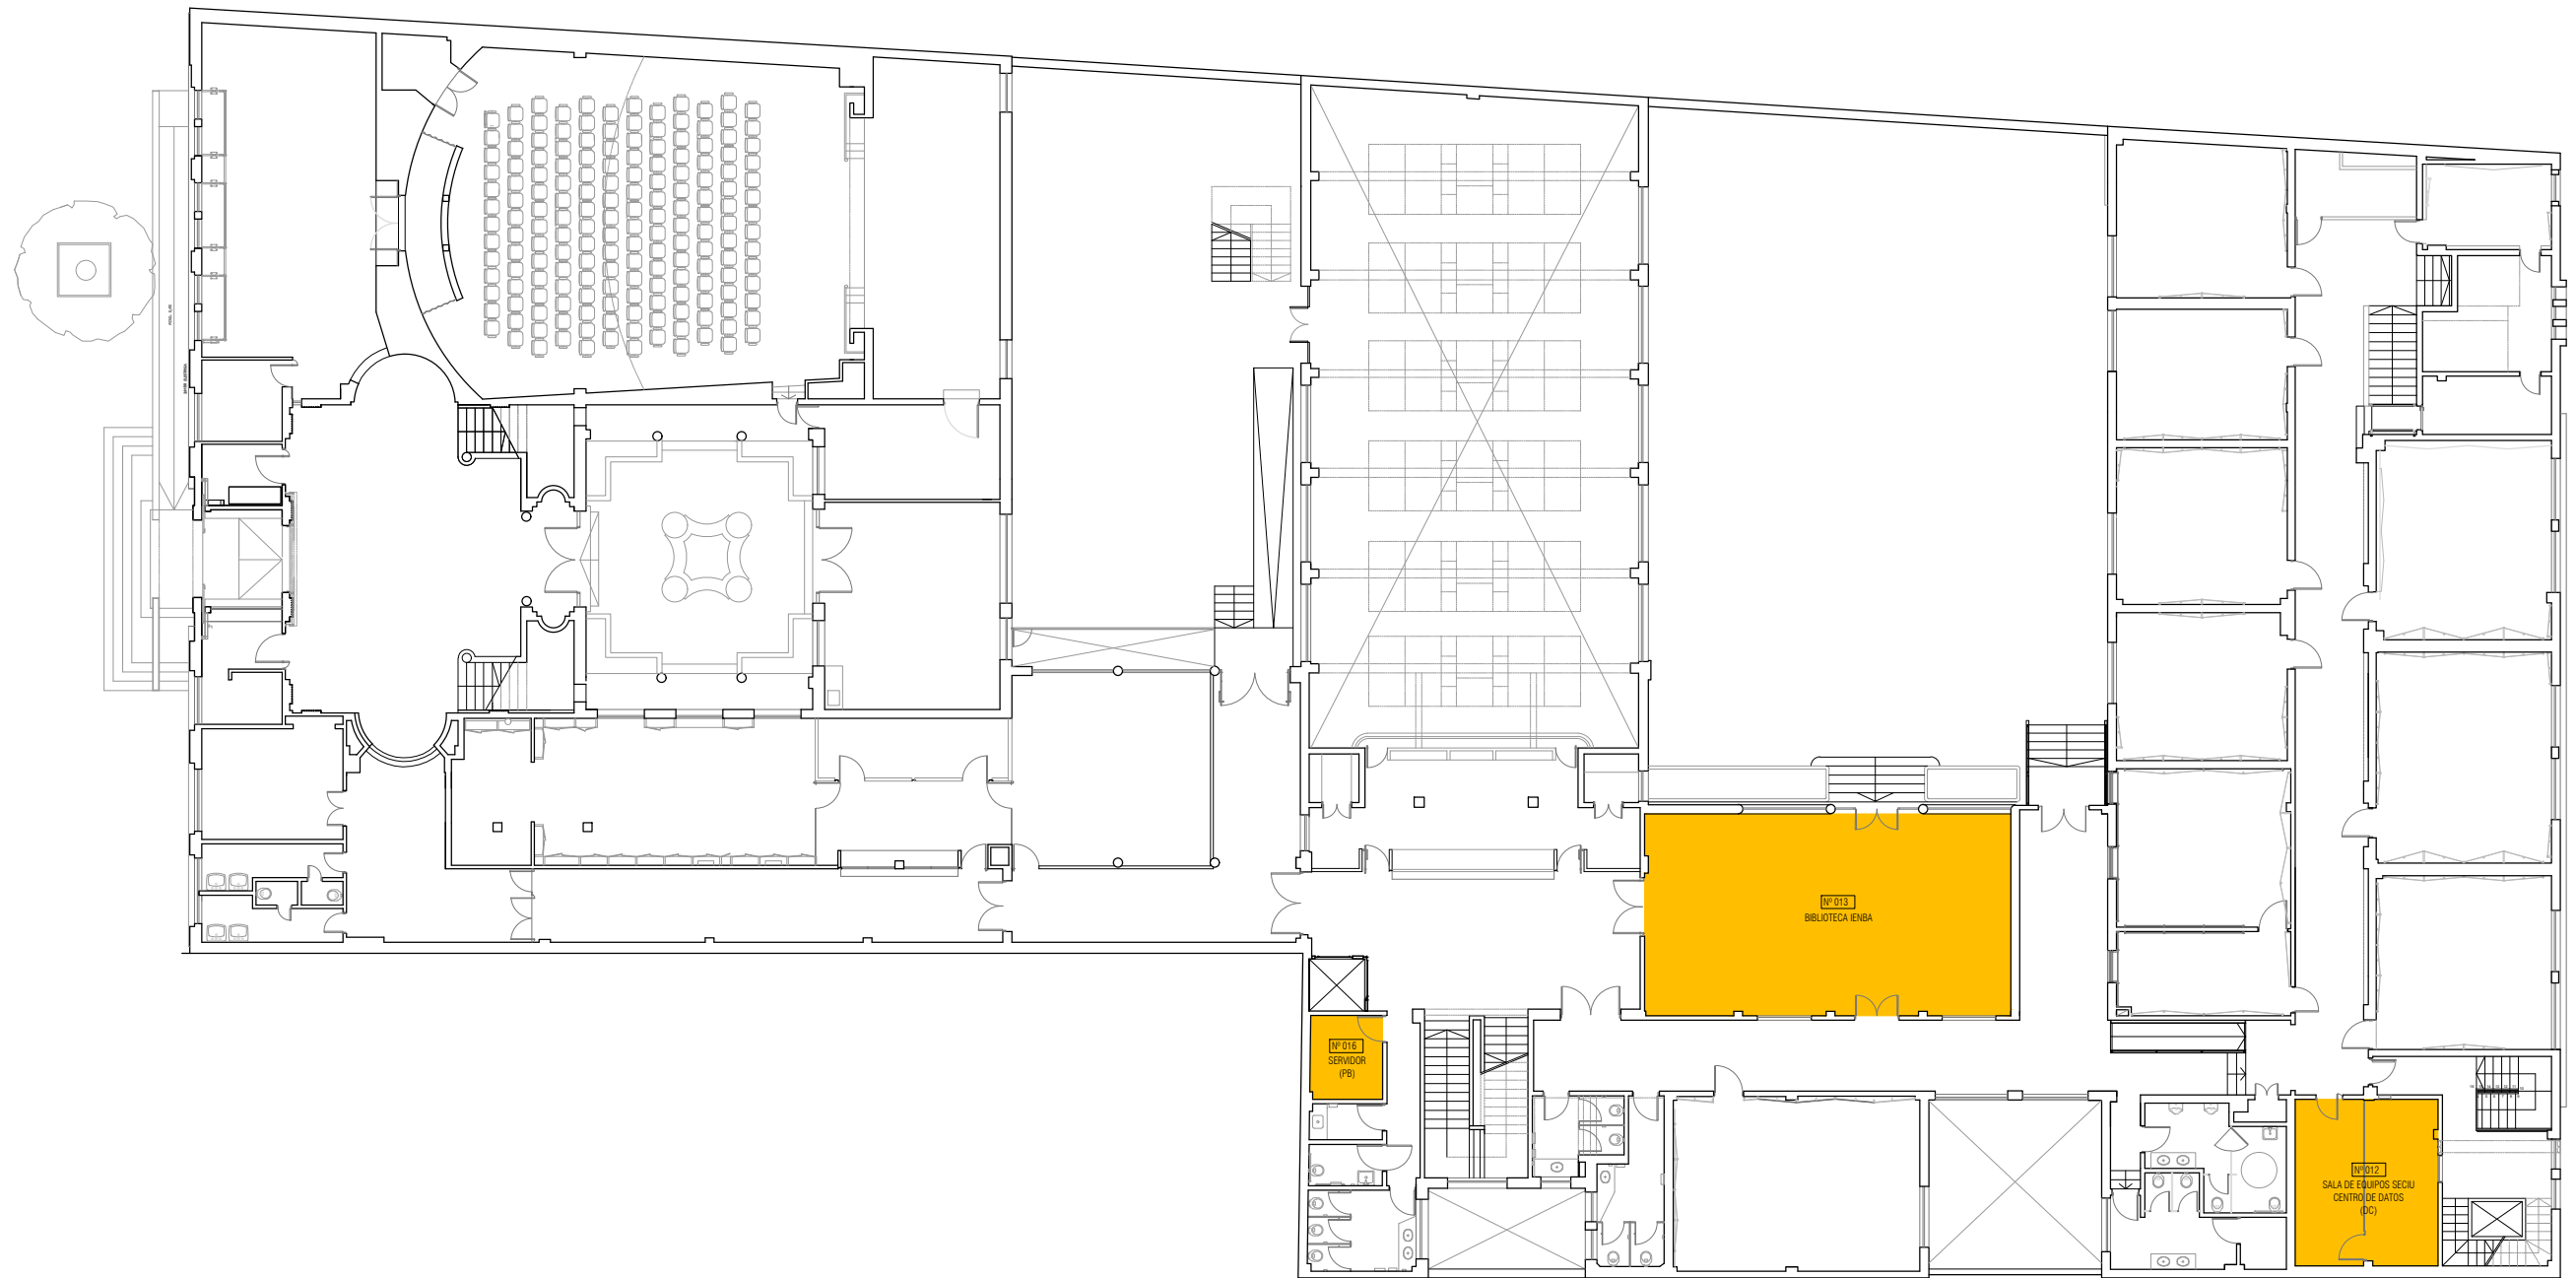 Nº 013
BIBLIOTECA IENBA
Nº 016
SERVIDOR
(PB)
Nº 012
SALA DE EQUIPOS SECIU
CENTRO DE DATOS
(DC)